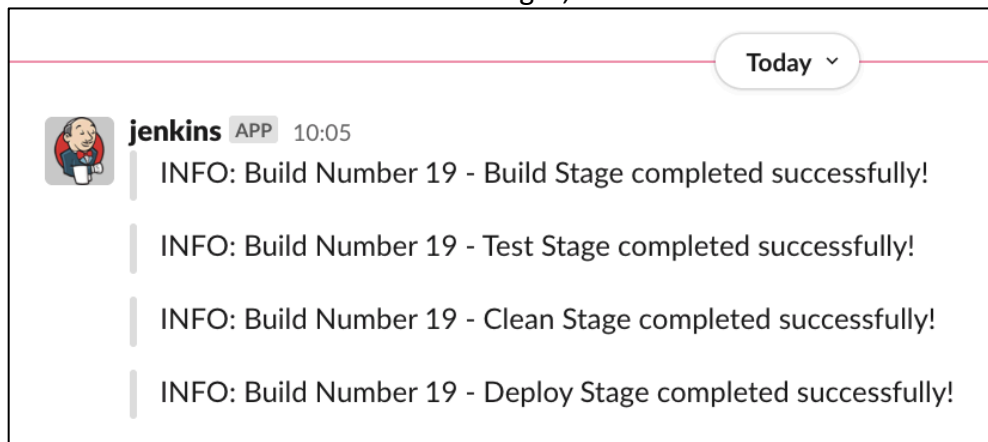 Today
jenkins APP 10:05
INFO: Build Number 19 - Build Stage completed successfully!
INFO: Build Number 19 - Test Stage completed successfully!
INFO: Build Number 19 - Clean Stage completed successfully!
INFO: Build Number 19 - Deploy Stage completed successfully!